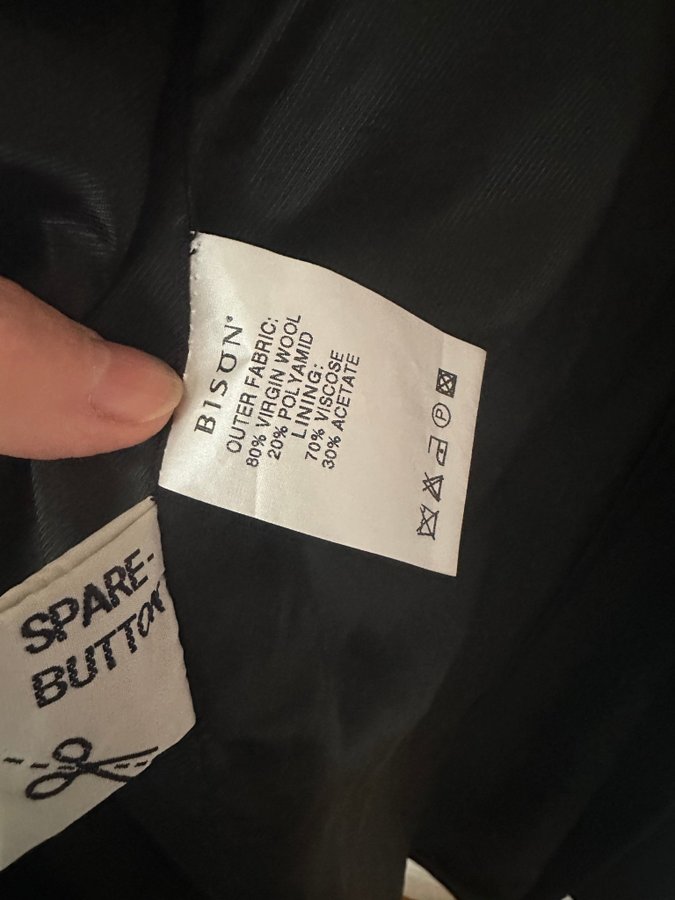 BISON®
OUTER FABRIC:
80% VIRGIN WOOL
20% POLYAMID
LINING:
70% VISCOSE
30% ACETATE
P
SPARE-
BUTTON